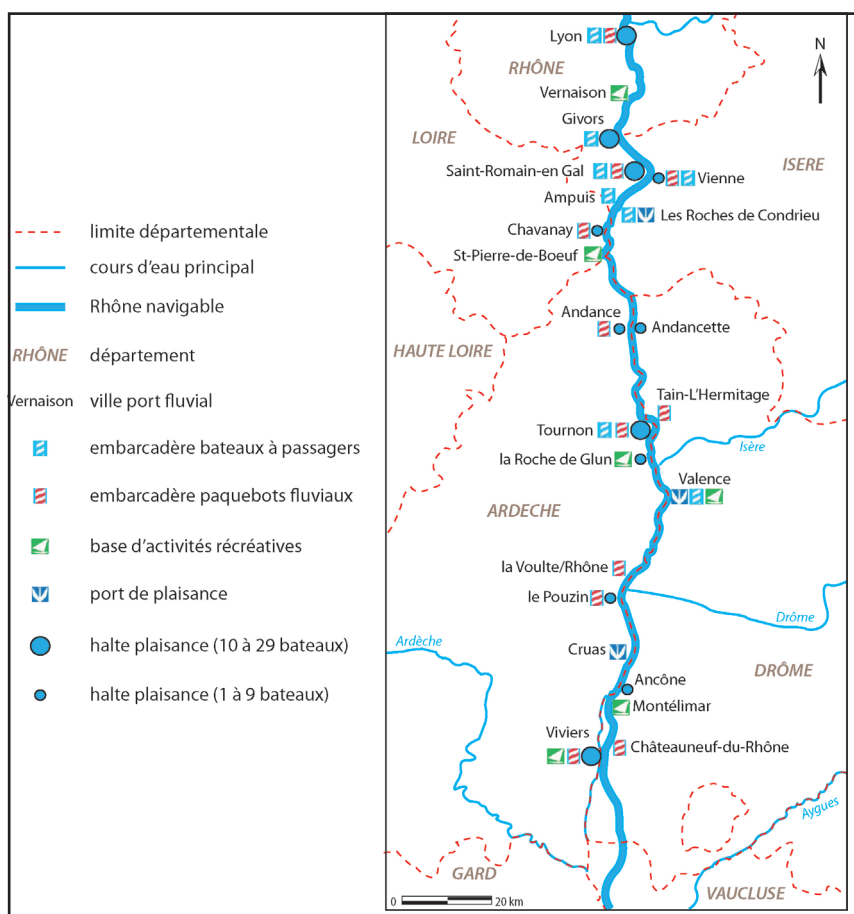 limite départementale
cours d'eau principal
Rhône navigable
RHÔNE département
Vernaison ville port fluvial
embarcadère bateaux à passagers
embarcadère paquebots fluviaux
base d'activités récréatives
port de plaisance
halte plaisance (10 à 29 bateaux)
halte plaisance (1 à 9 bateaux)
Lyon
N
RHÔNE
Vernaison
Givors
LOIRE
ISERE
Saint-Romain-en Gal
Vienne
Ampuis
Les Roches de Condrieu
Chavanay
St-Pierre-de-Boeuf
Andance
Andancette
HAUTE LOIRE
Tain-L'Hermitage
Tournon
Isère
la Roche de Glun
Valence
ARDECHE
la Voulte/Rhône
le Pouzin
Drôme
Ardèche
Cruas
DRÔME
Ancône
Montélimar
Viviers
Châteauneuf-du-Rhône
Aygues
GARD
VAUCLUSE
0 20 km